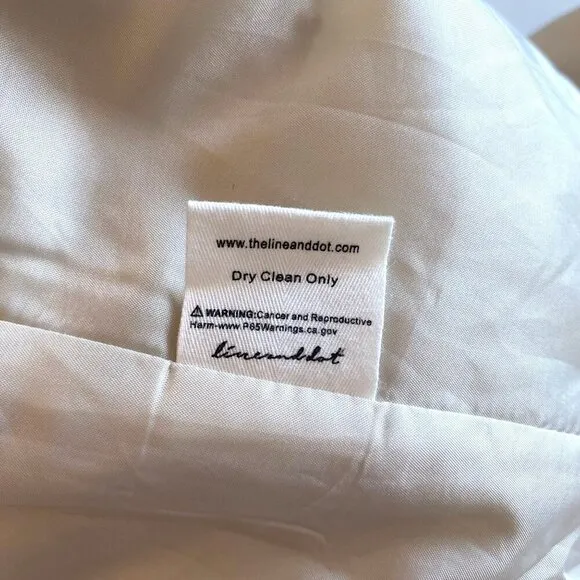 www.thelineanddot.com
Dry Clean Only
⚠ WARNING:Cancer and Reproductive
Harm-www.P65Warnings.ca.gov
lineanddot